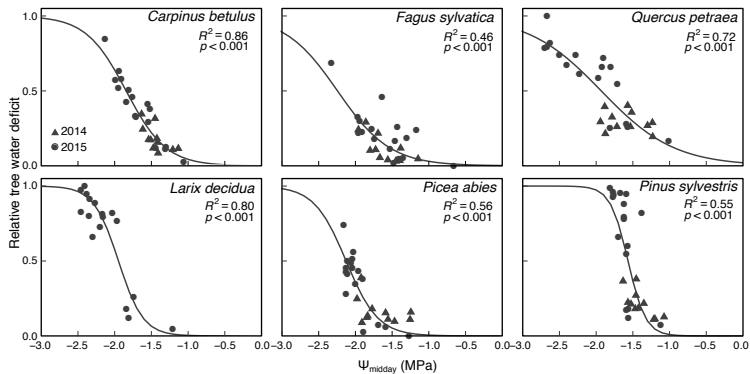 Carpinus betulus
R² = 0.86
p < 0.001
2014
2015
Fagus sylvatica
R² = 0.46
p < 0.001
Quercus petraea
R² = 0.72
p < 0.001
1.0
0.5
0.0
Relative tree water deficit
Larix decidua
R² = 0.80
p < 0.001
Picea abies
R² = 0.56
p < 0.001
Pinus sylvestris
R² = 0.55
p < 0.001
1.0
0.5
0.0
−3.0 −2.5 −2.0 −1.5 −1.0 −0.5 0.0 −3.0 −2.5 −2.0 −1.5 −1.0 −0.5 0.0 −3.0 −2.5 −2.0 −1.5 −1.0 −0.5 0.0
Ψmidday (MPa)